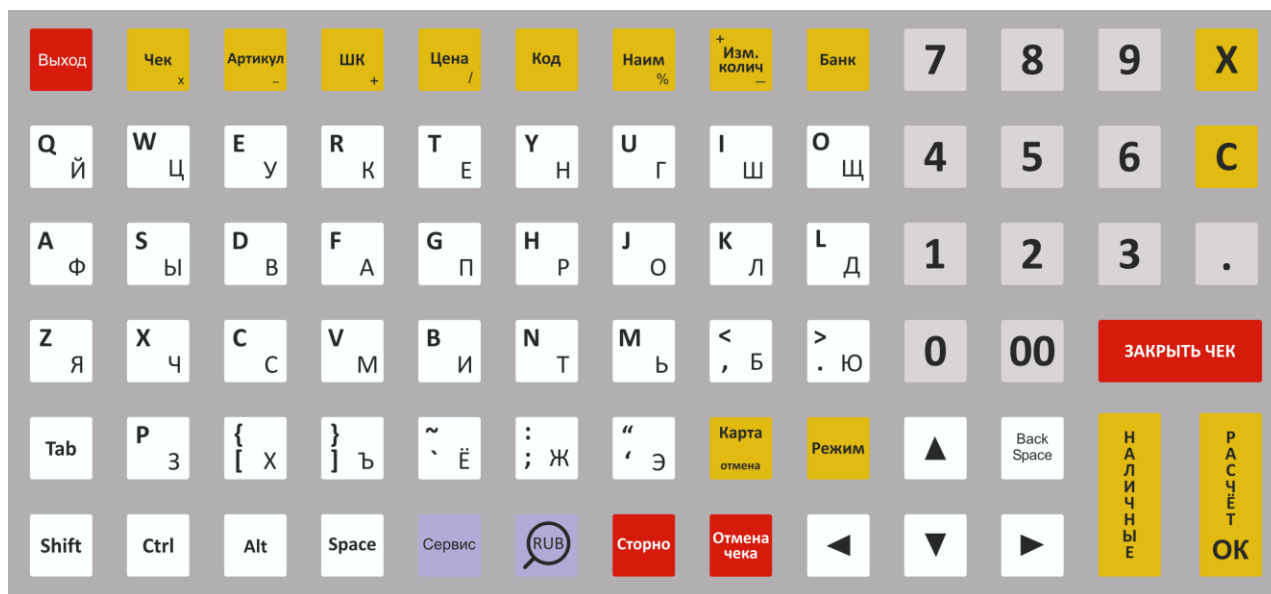 Выход Чек x Артикул – ШК + Цена / Код Наим % + Изм. колич — Банк 7 8 9 X
Q Й W Ц E У R К T Е Y Н U Г I Ш O Щ 4 5 6 C
A Ф S Ы D В F А G П H Р J О K Л L Д 1 2 3 .
Z Я X Ч C С V М B И N Т M Ь < , Б > . Ю 0 00 ЗАКРЫТЬ ЧЕК
Tab P З { [ Х } ] Ъ ~ ` Ё : ; Ж “ ‘ Э Карта отмена Режим ▲ Back Space НАЛИЧНЫЕ РАСЧЁТ ОК
Shift Ctrl Alt Space Сервис RUB Сторно Отмена чека ◄ ▼ ►